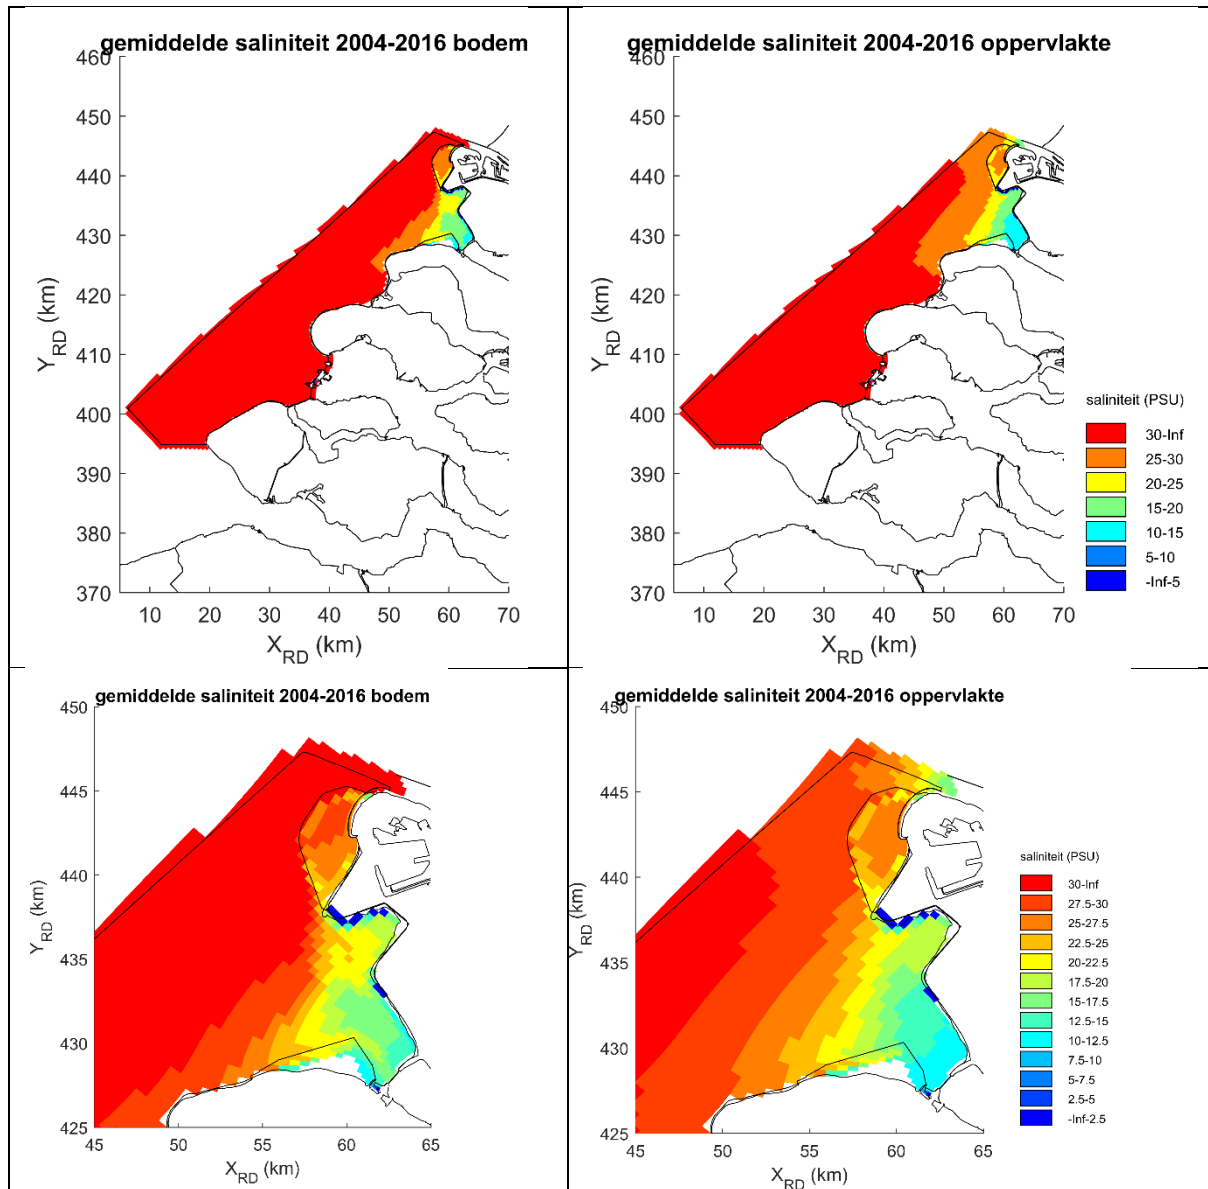 gemiddelde saliniteit 2004-2016 bodem
460
450
440
430
420
410
400
390
380
370
Y_RD (km)
10 20 30 40 50 60 70
X_RD (km)
gemiddelde saliniteit 2004-2016 oppervlakte
460
450
440
430
420
410
400
390
380
370
Y_RD (km)
10 20 30 40 50 60 70
X_RD (km)
saliniteit (PSU)
30-Inf
25-30
20-25
15-20
10-15
5-10
-Inf-5
gemiddelde saliniteit 2004-2016 bodem
450
445
440
435
430
425
Y_RD (km)
45 50 55 60 65
X_RD (km)
gemiddelde saliniteit 2004-2016 oppervlakte
450
445
440
435
430
425
Y_RD (km)
45 50 55 60 65
X_RD (km)
saliniteit (PSU)
30-Inf
27.5-30
25-27.5
22.5-25
20-22.5
17.5-20
15-17.5
12.5-15
10-12.5
7.5-10
5-7.5
2.5-5
-Inf-2.5